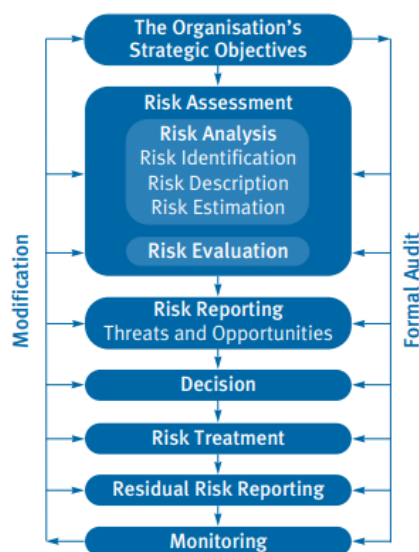 The Organisation's
Strategic Objectives
Risk Assessment
Risk Analysis
Risk Identification
Risk Description
Risk Estimation
Risk Evaluation
Risk Reporting
Threats and Opportunities
Decision
Risk Treatment
Residual Risk Reporting
Monitoring
Modification
Formal Audit